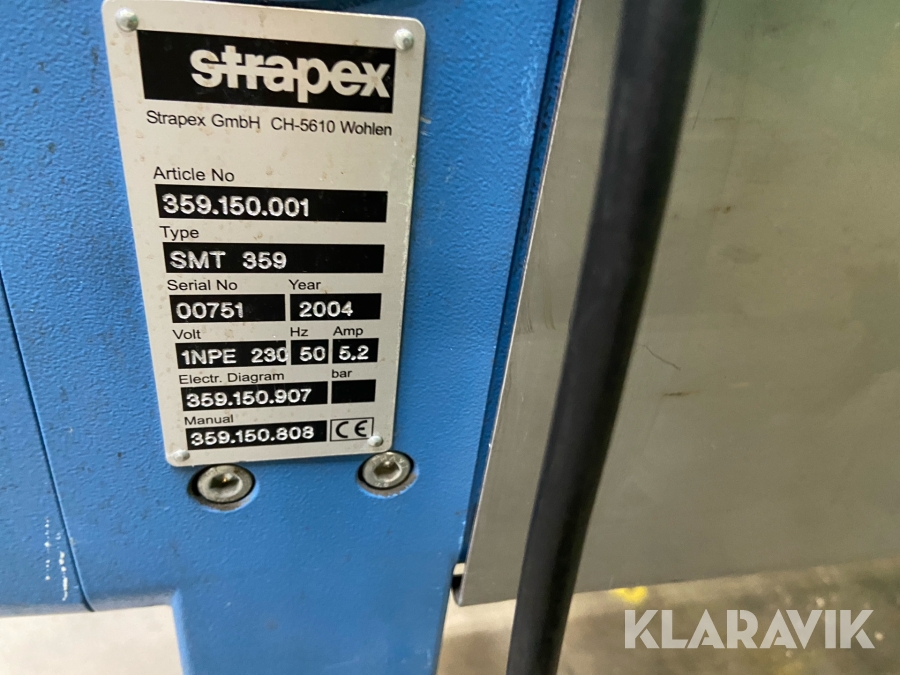 strapex
Strapex GmbH CH-5610 Wohlen
Article No
359.150.001
Type
SMT 359
Serial No Year
00751 2004
Volt Hz Amp
1NPE 230 50 5.2
Electr. Diagram bar
359.150.907
Manual
359.150.808 CE
KLARAVIK